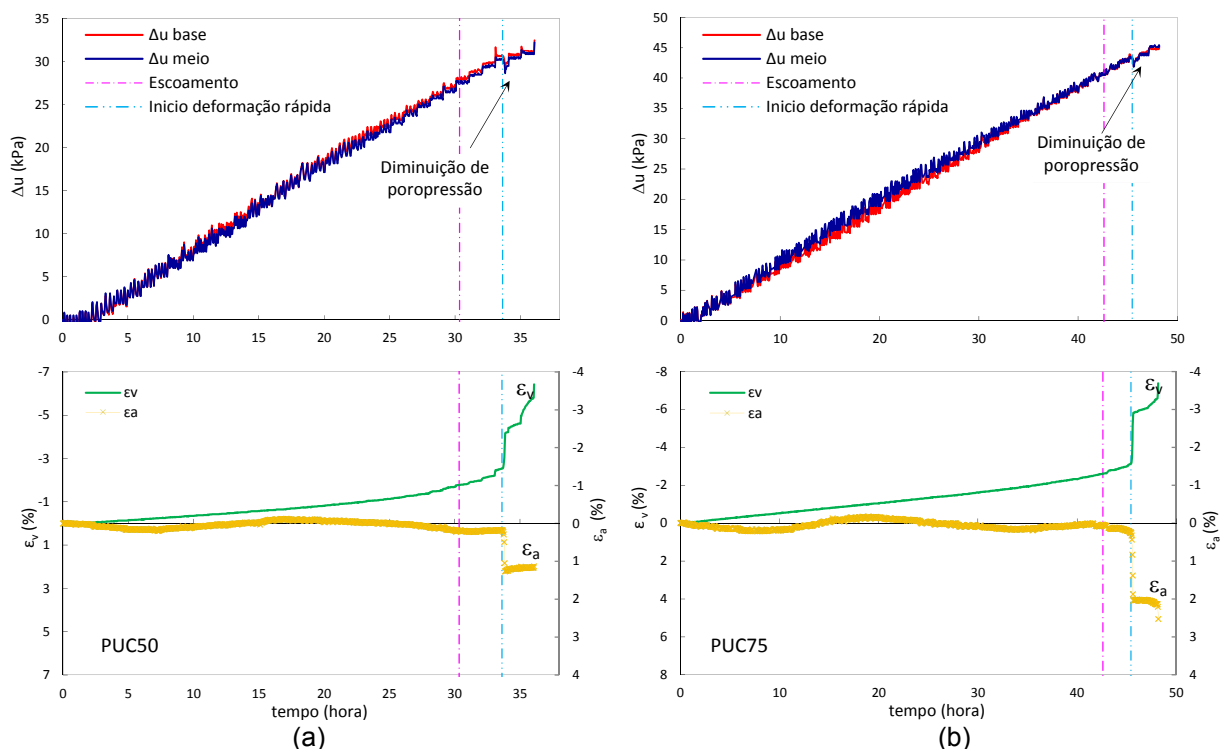 Δu base
Δu meio
Escoamento
Inicio deformação rápida
Diminuição de
poropressão
Δu (kPa)
35
30
25
20
15
10
5
0
0 5 10 15 20 25 30 35
Δu base
Δu meio
Escoamento
Inicio deformação rápida
Diminuição de
poropressão
Δu (kPa)
50
45
40
35
30
25
20
15
10
5
0
0 10 20 30 40 50
εv
εa
εv
εa
PUC50
εv (%)
-7
-5
-3
-1
1
3
5
7
εa (%)
-4
-3
-2
-1
0
1
2
3
4
0 5 10 15 20 25 30 35
tempo (hora)
(a)
εv
εa
εv
εa
PUC75
εv (%)
-8
-6
-4
-2
0
2
4
6
8
εa (%)
-4
-3
-2
-1
0
1
2
3
4
0 10 20 30 40 50
tempo (hora)
(b)